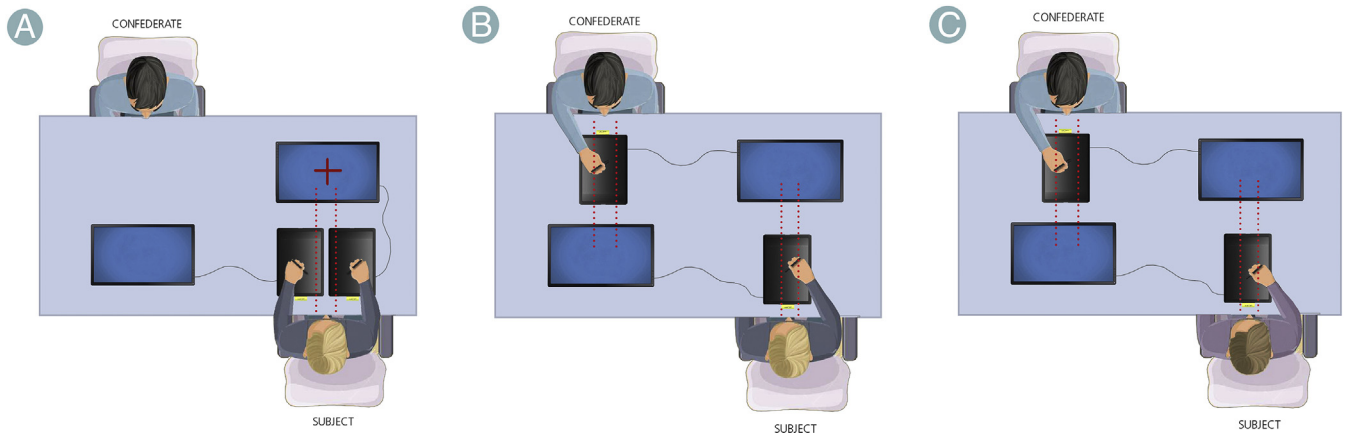 A
CONFEDERATE
SUBJECT
B
CONFEDERATE
SUBJECT
C
CONFEDERATE
SUBJECT